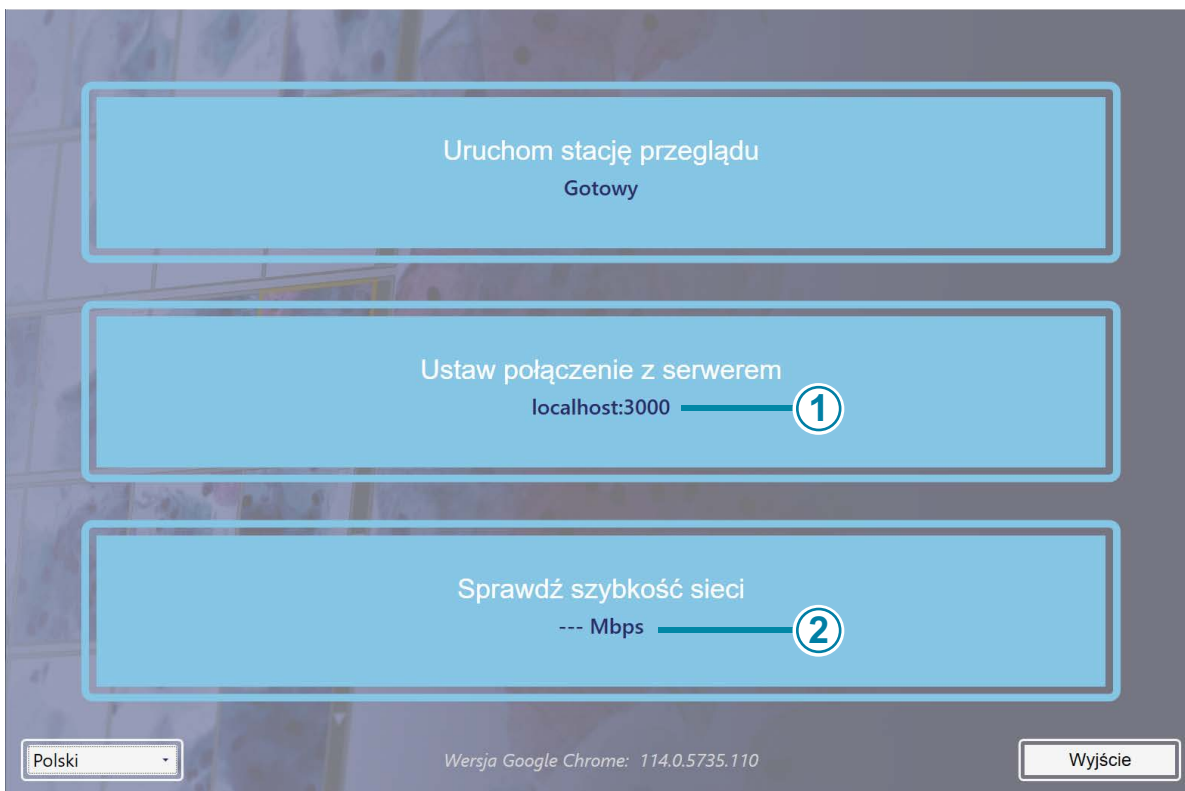 Uruchom stację przeglądu
Gotowy
Ustaw połączenie z serwerem
localhost:3000
1
Sprawdź szybkość sieci
--- Mbps
2
Polski
Wersja Google Chrome: 114.0.5735.110
Wyjście